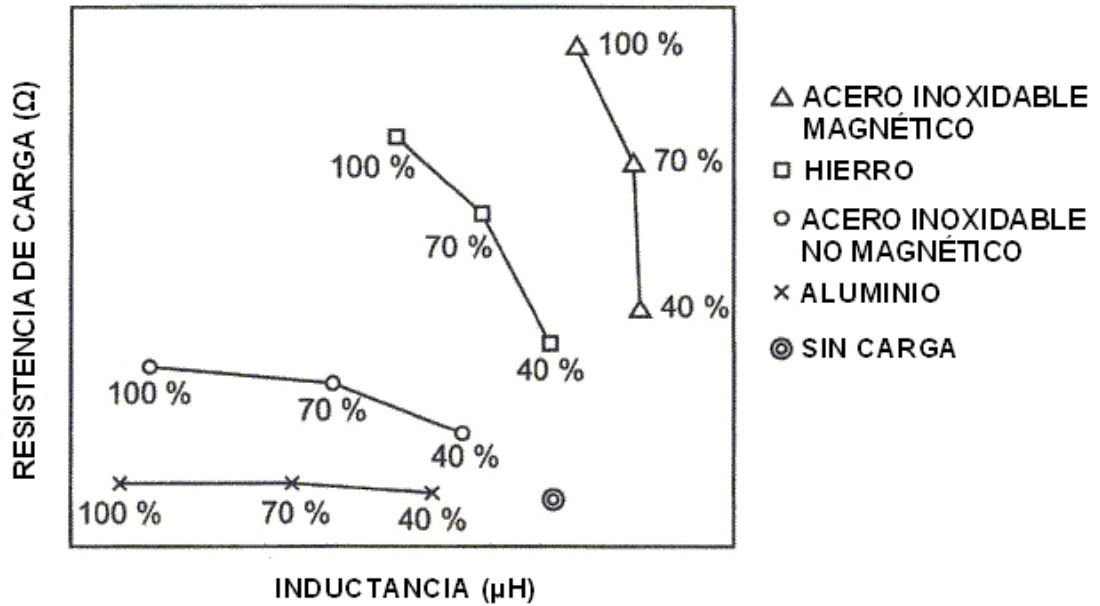 RESISTENCIA DE CARGA (Ω)
100 %
70 %
40 %
100 %
70 %
40 %
100 %
70 %
40 %
100 %
70 %
40 %
INDUCTANCIA (µH)
ACERO INOXIDABLE
MAGNÉTICO
HIERRO
ACERO INOXIDABLE
NO MAGNÉTICO
ALUMINIO
SIN CARGA